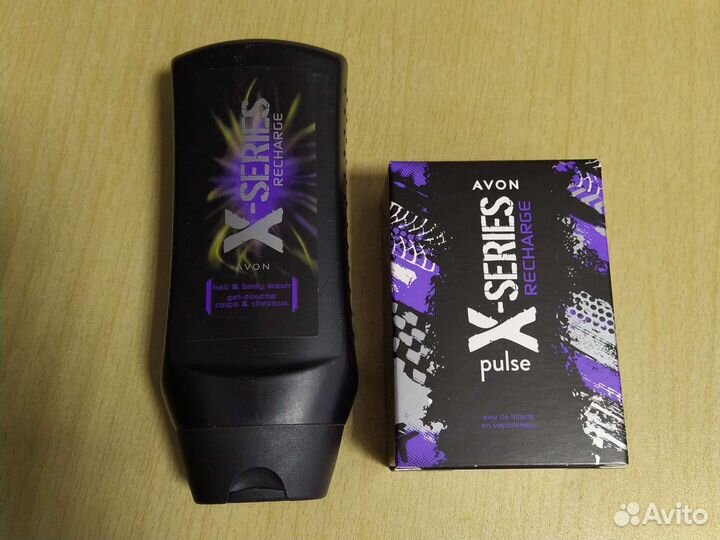 X-SERIES
RECHARGE
AVON
hair & body wash
gel-douche
corps & cheveux
AVON
X-SERIES
RECHARGE
pulse
eau de toilette
en vaporisateur
Avito